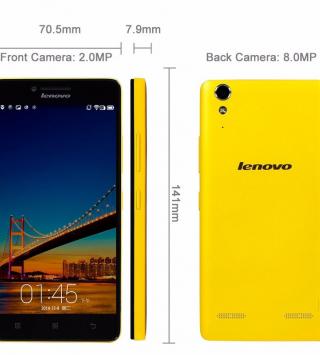 70.5mm
7.9mm
Front Camera: 2.0MP
Back Camera: 8.0MP
lenovo
lenovo
141mm
01:45